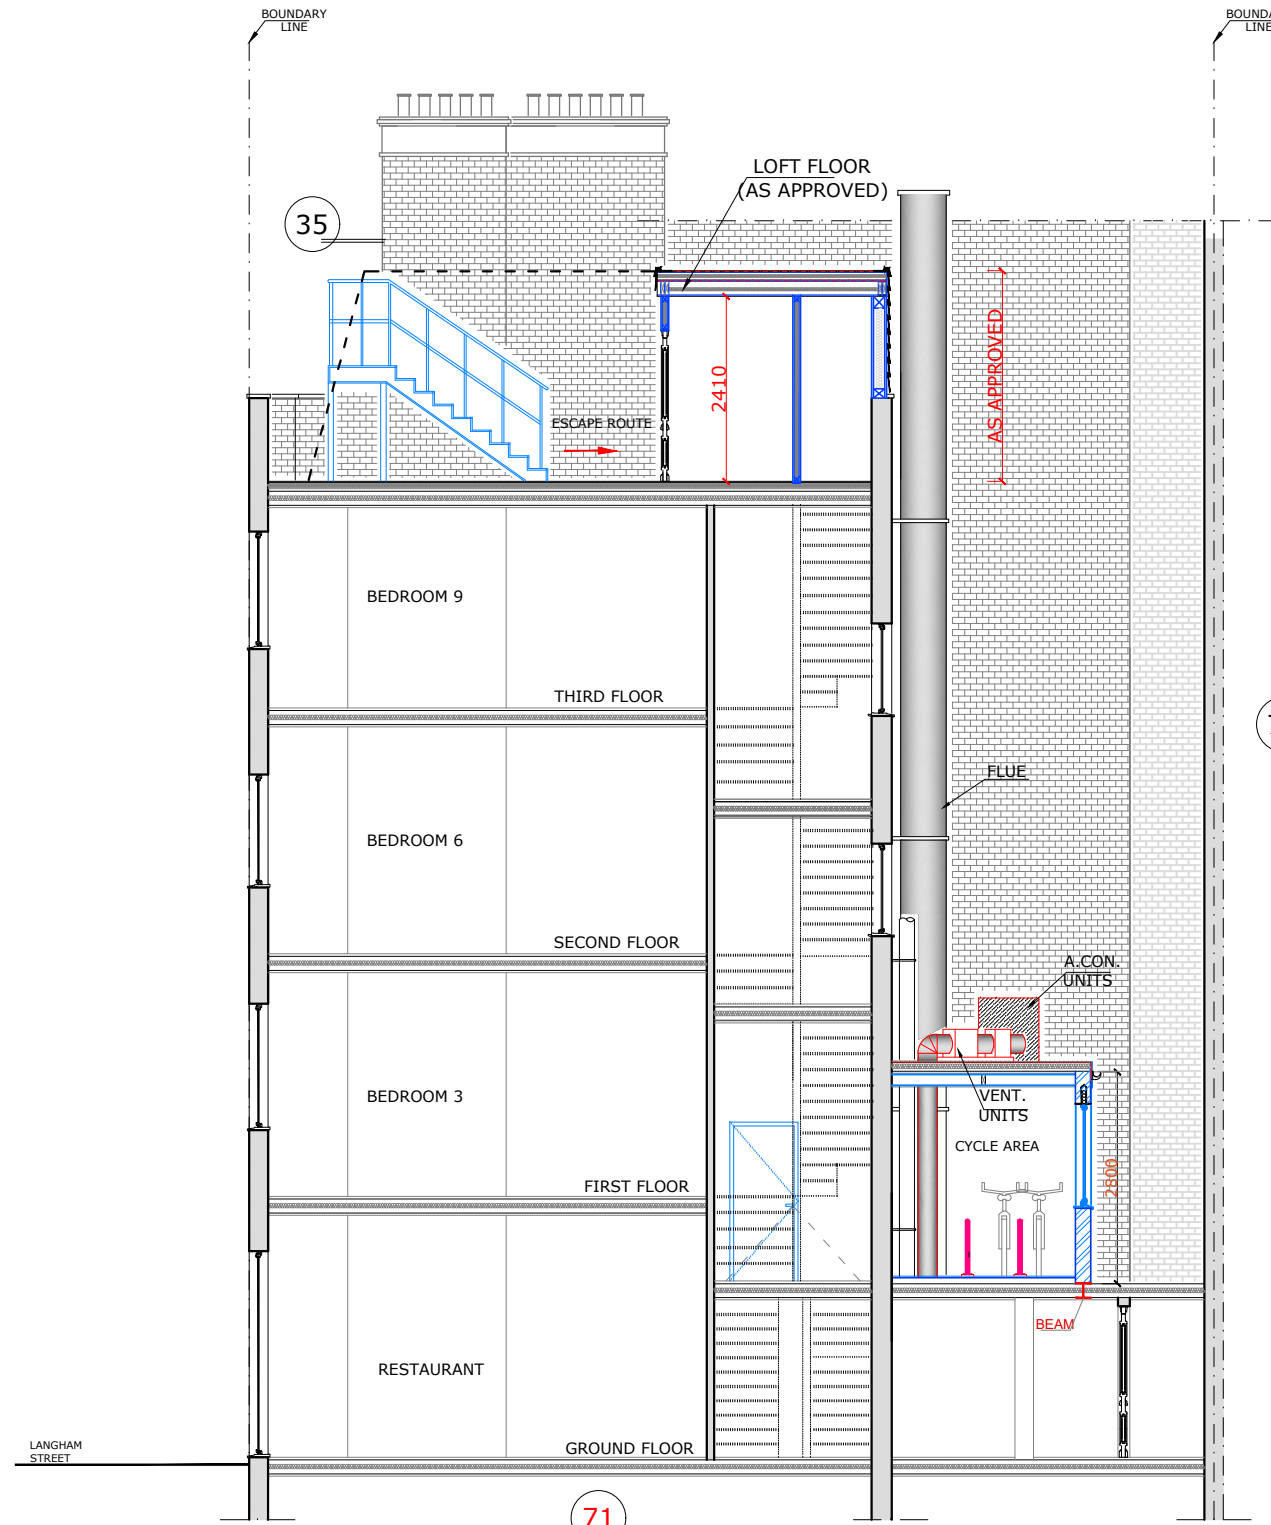 BOUNDARY
LINE
LOFT FLOOR
(AS APPROVED)
35
2410
AS APPROVED
ESCAPE ROUTE
BEDROOM 9
THIRD FLOOR
FLUE
BEDROOM 6
SECOND FLOOR
A.CON.
UNITS
BEDROOM 3
VENT.
UNITS
CYCLE AREA
2800
FIRST FLOOR
BEAM
RESTAURANT
GROUND FLOOR
LANGHAM
STREET
71
BOUNDA
LINE